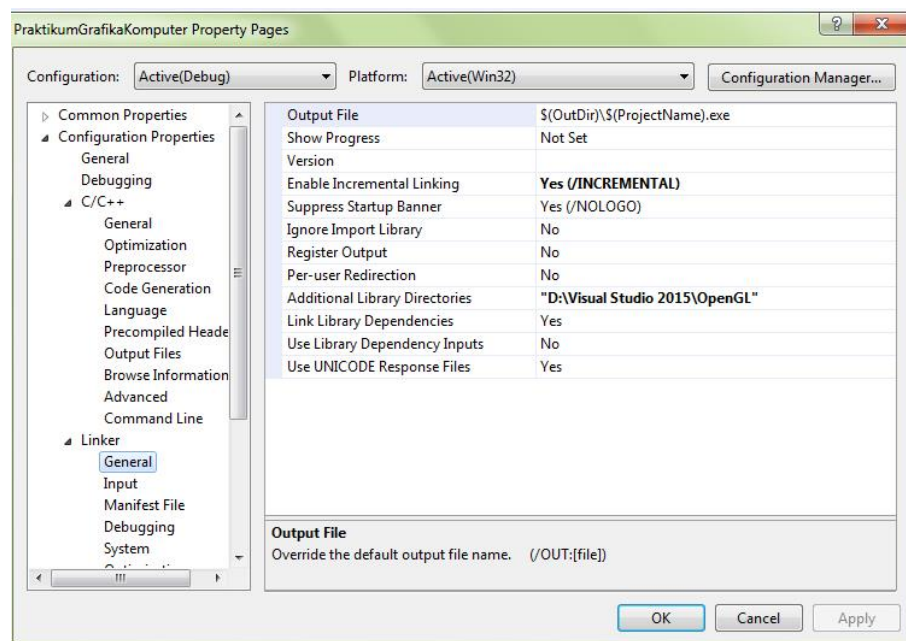 PraktikumGrafikaKomputer Property Pages
Configuration: Active(Debug) Platform: Active(Win32) Configuration Manager...
Common Properties
Configuration Properties
General
Debugging
C/C++
General
Optimization
Preprocessor
Code Generation
Language
Precompiled Heade
Output Files
Browse Information
Advanced
Command Line
Linker
General
Input
Manifest File
Debugging
System
Output File $(OutDir)\$(ProjectName).exe
Show Progress Not Set
Version
Enable Incremental Linking Yes (/INCREMENTAL)
Suppress Startup Banner Yes (/NOLOGO)
Ignore Import Library No
Register Output No
Per-user Redirection No
Additional Library Directories "D:\Visual Studio 2015\OpenGL"
Link Library Dependencies Yes
Use Library Dependency Inputs No
Use UNICODE Response Files Yes
Output File
Override the default output file name. (/OUT:[file])
OK Cancel Apply